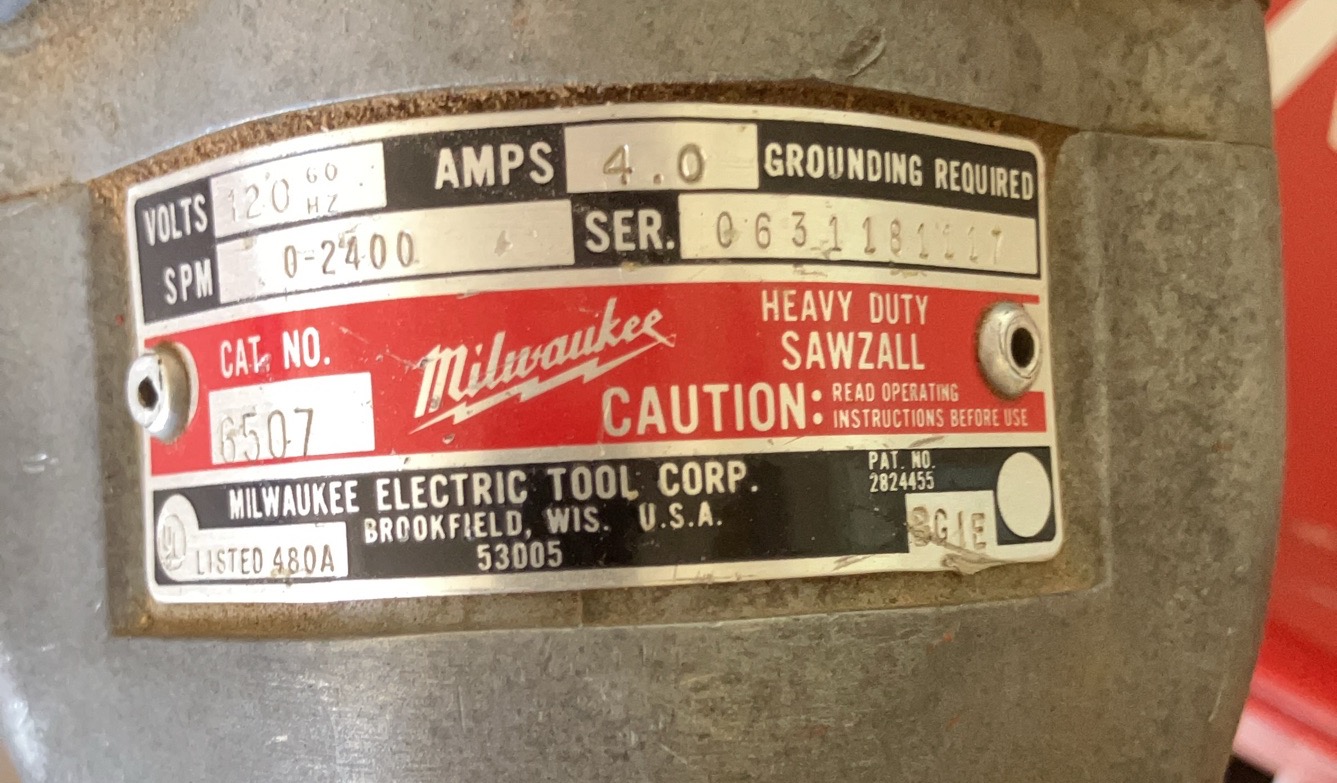 VOLTS 120 60 HZ AMPS 4.0 GROUNDING REQUIRED
SPM 0-2400 SER. 0631181117
CAT. NO. Milwaukee HEAVY DUTY
SAWZALL
6507 CAUTION: READ OPERATING
INSTRUCTIONS BEFORE USE
MILWAUKEE ELECTRIC TOOL CORP. PAT. NO.
2824455
BROOKFIELD, WIS. U.S.A.
UL LISTED 480A 53005